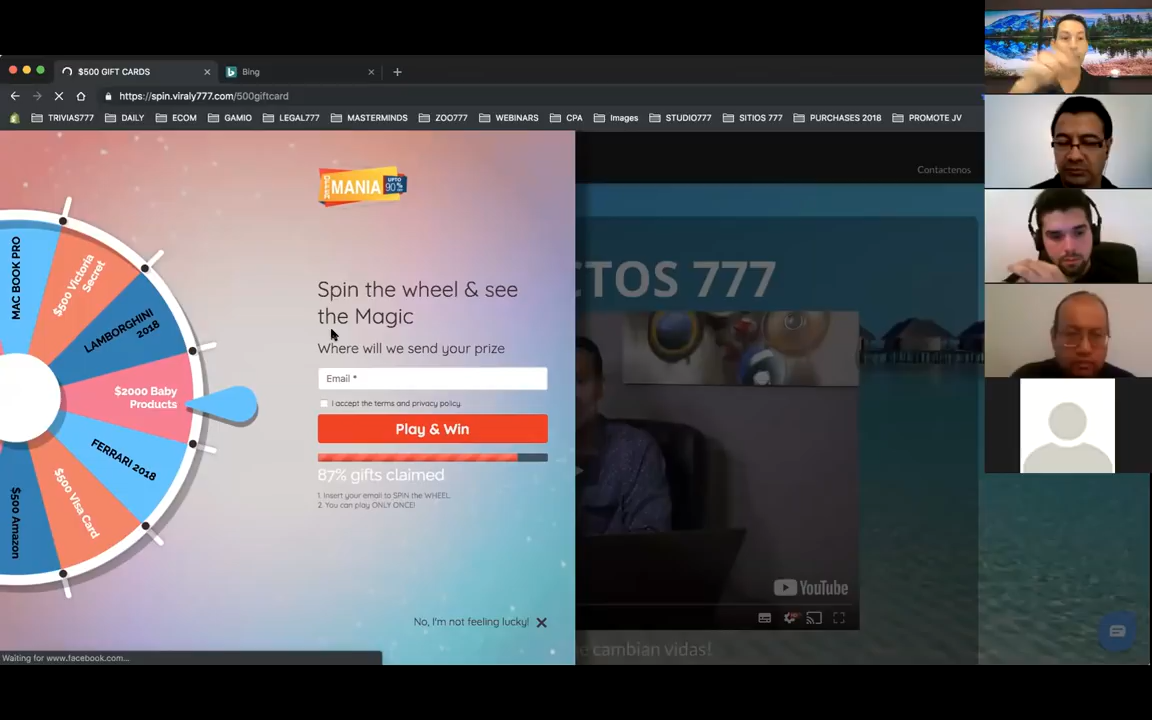 $500 GIFT CARDS
Bing
https://spin.viraly777.com/500giftcard
TRIVIAS777 DAILY ECOM GAMIO LEGAL777 MASTERMINDS ZOO777 WEBINARS CPA Images STUDIO777 SITIOS 777 PURCHASES 2018 PROMOTE JV
Contactenos
MANIA
UPTO
90%
CTOS 777
MAC BOOK PRO
$500 Victoria
Secret
LAMBORGHINI
2018
$2000 Baby
Products
FERRARI 2018
$500 Visa Card
$500 Amazon
Spin the wheel & see
the Magic
Where will we send your prize
Email *
I accept the terms and privacy policy
Play & Win
87% gifts claimed
1. Insert your email to SPIN the WHEEL.
2. You can play ONLY ONCE!
YouTube
No, I'm not feeling lucky!
e cambian vidas!
Waiting for www.facebook.com...